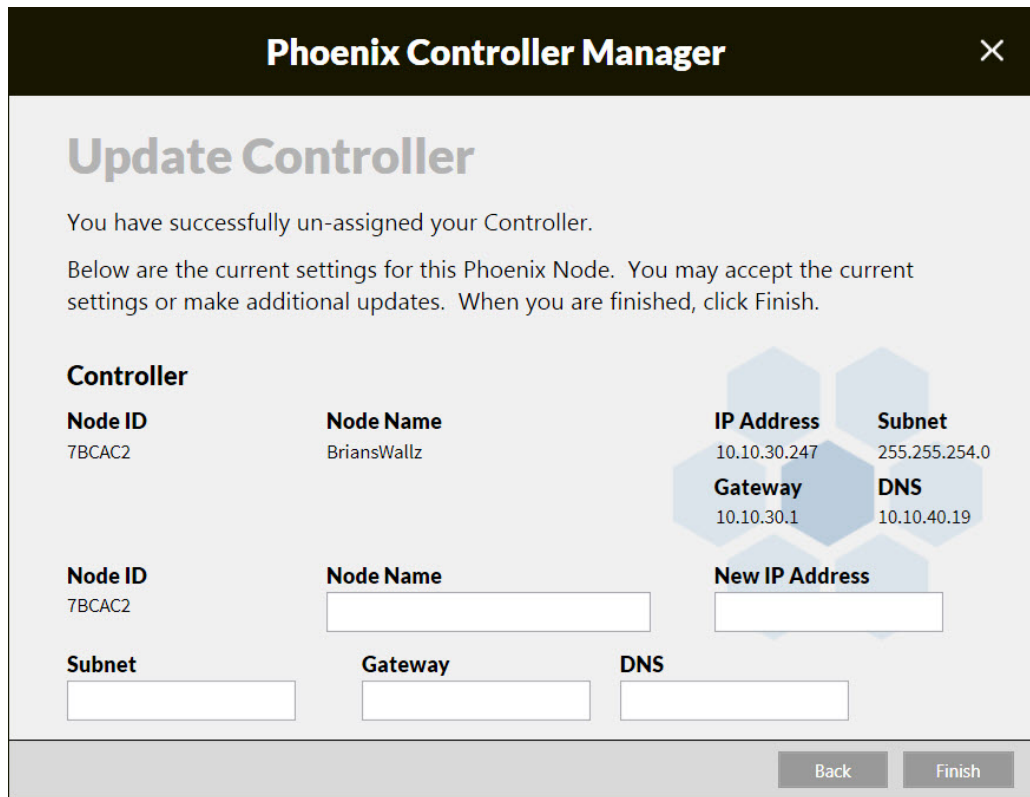 Phoenix Controller Manager
Update Controller
You have successfully un-assigned your Controller.
Below are the current settings for this Phoenix Node. You may accept the current
settings or make additional updates. When you are finished, click Finish.
Controller
Node ID Node Name IP Address Subnet
7BCAC2 BriansWallz 10.10.30.247 255.255.254.0
Gateway DNS
10.10.30.1 10.10.40.19
Node ID Node Name New IP Address
7BCAC2
Subnet Gateway DNS
Back Finish